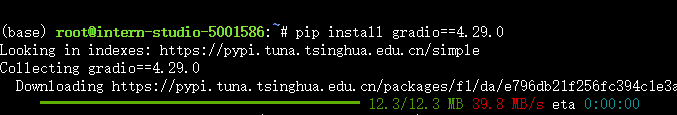 (base) root@intern-studio-5001586:~# pip install gradio==4.29.0
Looking in indexes: https://pypi.tuna.tsinghua.edu.cn/simple
Collecting gradio==4.29.0
Downloading https://pypi.tuna.tsinghua.edu.cn/packages/f1/da/e796db21f256fc394c1e3a
12.3/12.3 MB 39.8 MB/s eta 0:00:00